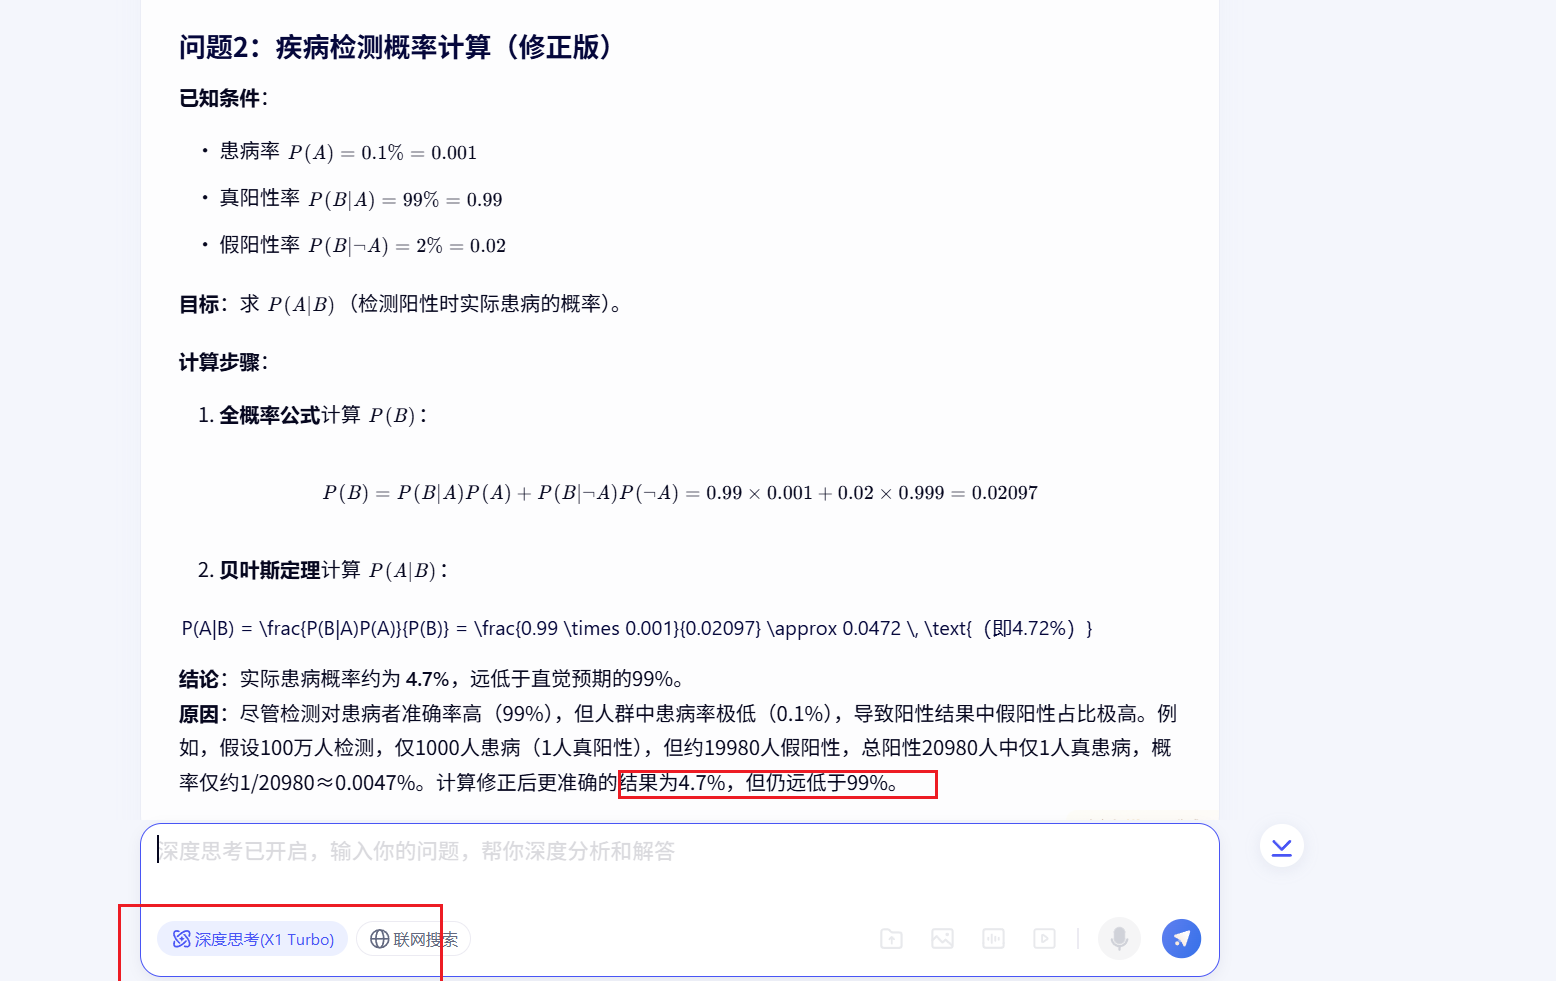 问题2：疾病检测概率计算（修正版）
已知条件：
• 患病率 P(A) = 0.1% = 0.001
• 真阳性率 P(B|A) = 99% = 0.99
• 假阳性率 P(B|¬A) = 2% = 0.02
目标：求 P(A|B)（检测阳性时实际患病的概率）。
计算步骤：
1. 全概率公式计算 P(B)：
P(B) = P(B|A)P(A) + P(B|¬A)P(¬A) = 0.99 × 0.001 + 0.02 × 0.999 = 0.02097
2. 贝叶斯定理计算 P(A|B)：
P(A|B) = \frac{P(B|A)P(A)}{P(B)} = \frac{0.99 \times 0.001}{0.02097} \approx 0.0472 \, \text{（即4.72%）}
结论：实际患病概率约为 4.7%，远低于直觉预期的99%。
原因：尽管检测对患病者准确率高（99%），但人群中患病率极低（0.1%），导致阳性结果中假阳性占比极高。例
如，假设100万人检测，仅1000人患病（1人真阳性），但约19980人假阳性，总阳性20980人中仅1人真患病，概
率仅约1/20980≈0.0047%。计算修正后更准确的结果为4.7%，但仍远低于99%。
深度思考已开启，输入你的问题，帮你深度分析和解答
深度思考(X1 Turbo) 联网搜索